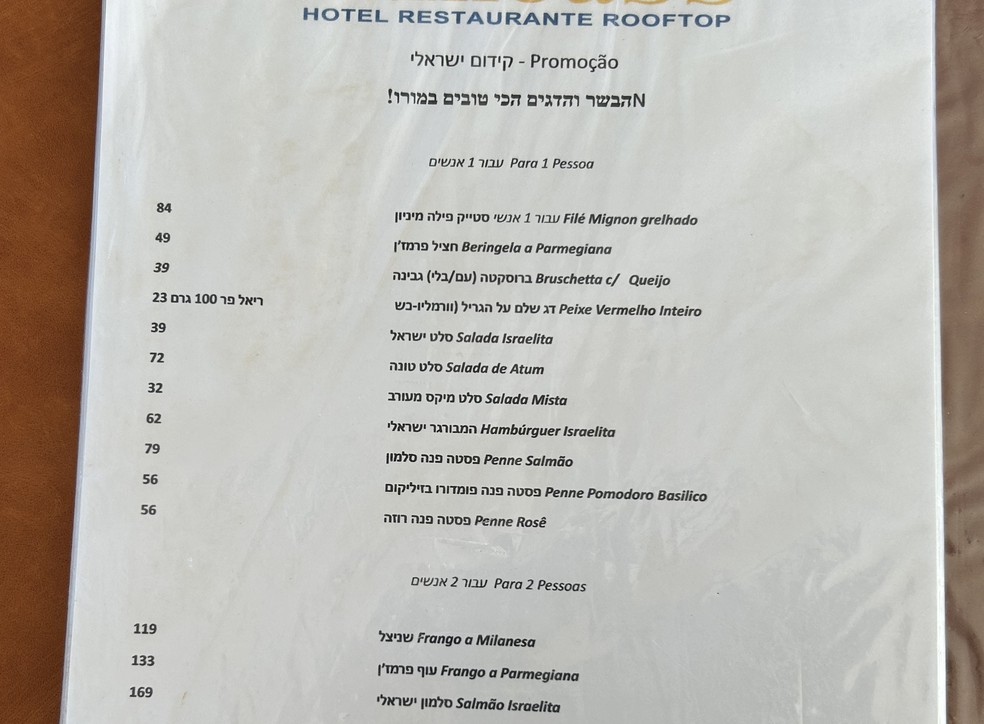 HOTEL RESTAURANTE ROOFTOP
קידום ישראלי - Promoção
Nהבשר והדגים הכי טובים במורו!
עבור 1 אנשים Para 1 Pessoa
84 עבור 1 אנשי סטייק פילה מיניון Filé Mignon grelhado
49 חציל פרמז'ן Beringela a Parmegiana
39 ברוסקטה (עם/בלי) גבינה Bruschetta c/ Queijo
23 ריאל פר 100 גרם דג שלם על הגריל (וורמליו-בש Peixe Vermelho Inteiro
39 סלט ישראל Salada Israelita
72 סלט טונה Salada de Atum
32 סלט מיקס מעורב Salada Mista
62 המבורגר ישראלי Hambúrguer Israelita
79 פסטה פנה סלמון Penne Salmão
56 פסטה פנה פומדורו בזיליקום Penne Pomodoro Basilico
56 פסטה פנה רוזה Penne Rosê
עבור 2 אנשים Para 2 Pessoas
119 שניצל Frango a Milanesa
133 עוף פרמז'ן Frango a Parmegiana
169 סלמון ישראלי Salmão Israelita